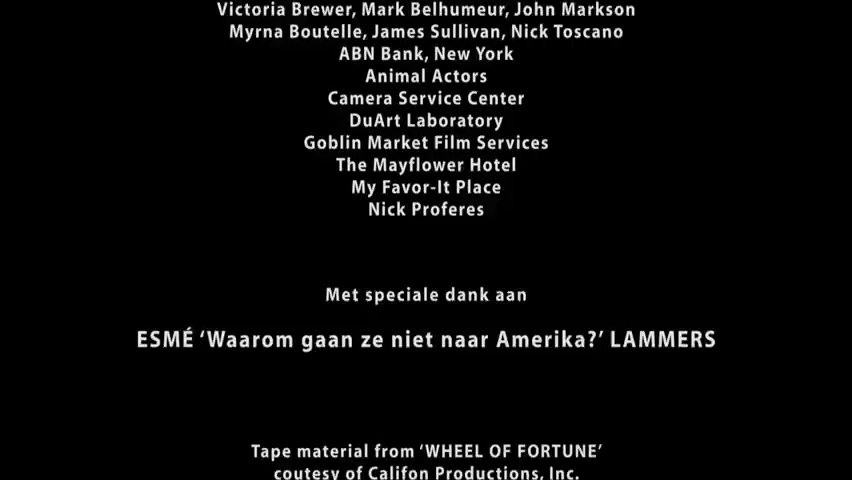 Victoria Brewer, Mark Belhumeur, John Markson
Myrna Boutelle, James Sullivan, Nick Toscano
ABN Bank, New York
Animal Actors
Camera Service Center
DuArt Laboratory
Goblin Market Film Services
The Mayflower Hotel
My Favor-It Place
Nick Proferes
Met speciale dank aan
ESMÉ ‘Waarom gaan ze niet naar Amerika?’ LAMMERS
Tape material from ‘WHEEL OF FORTUNE’
coutesy of Califon Productions, Inc.